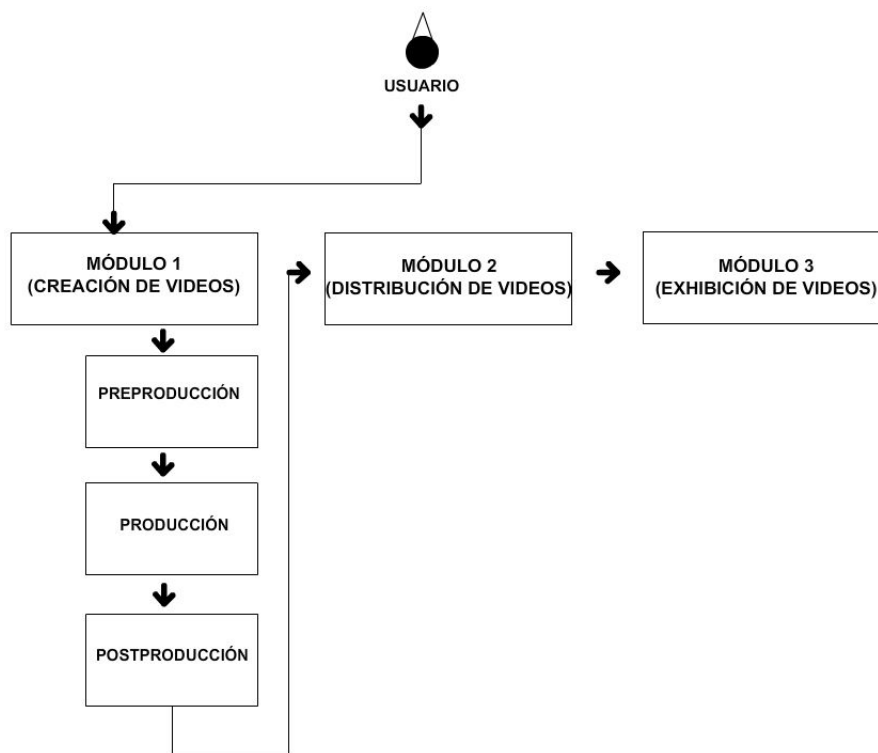 USUARIO
MÓDULO 1
(CREACIÓN DE VIDEOS)
MÓDULO 2
(DISTRIBUCIÓN DE VIDEOS)
MÓDULO 3
(EXHIBICIÓN DE VIDEOS)
PREPRODUCCIÓN
PRODUCCIÓN
POSTPRODUCCIÓN